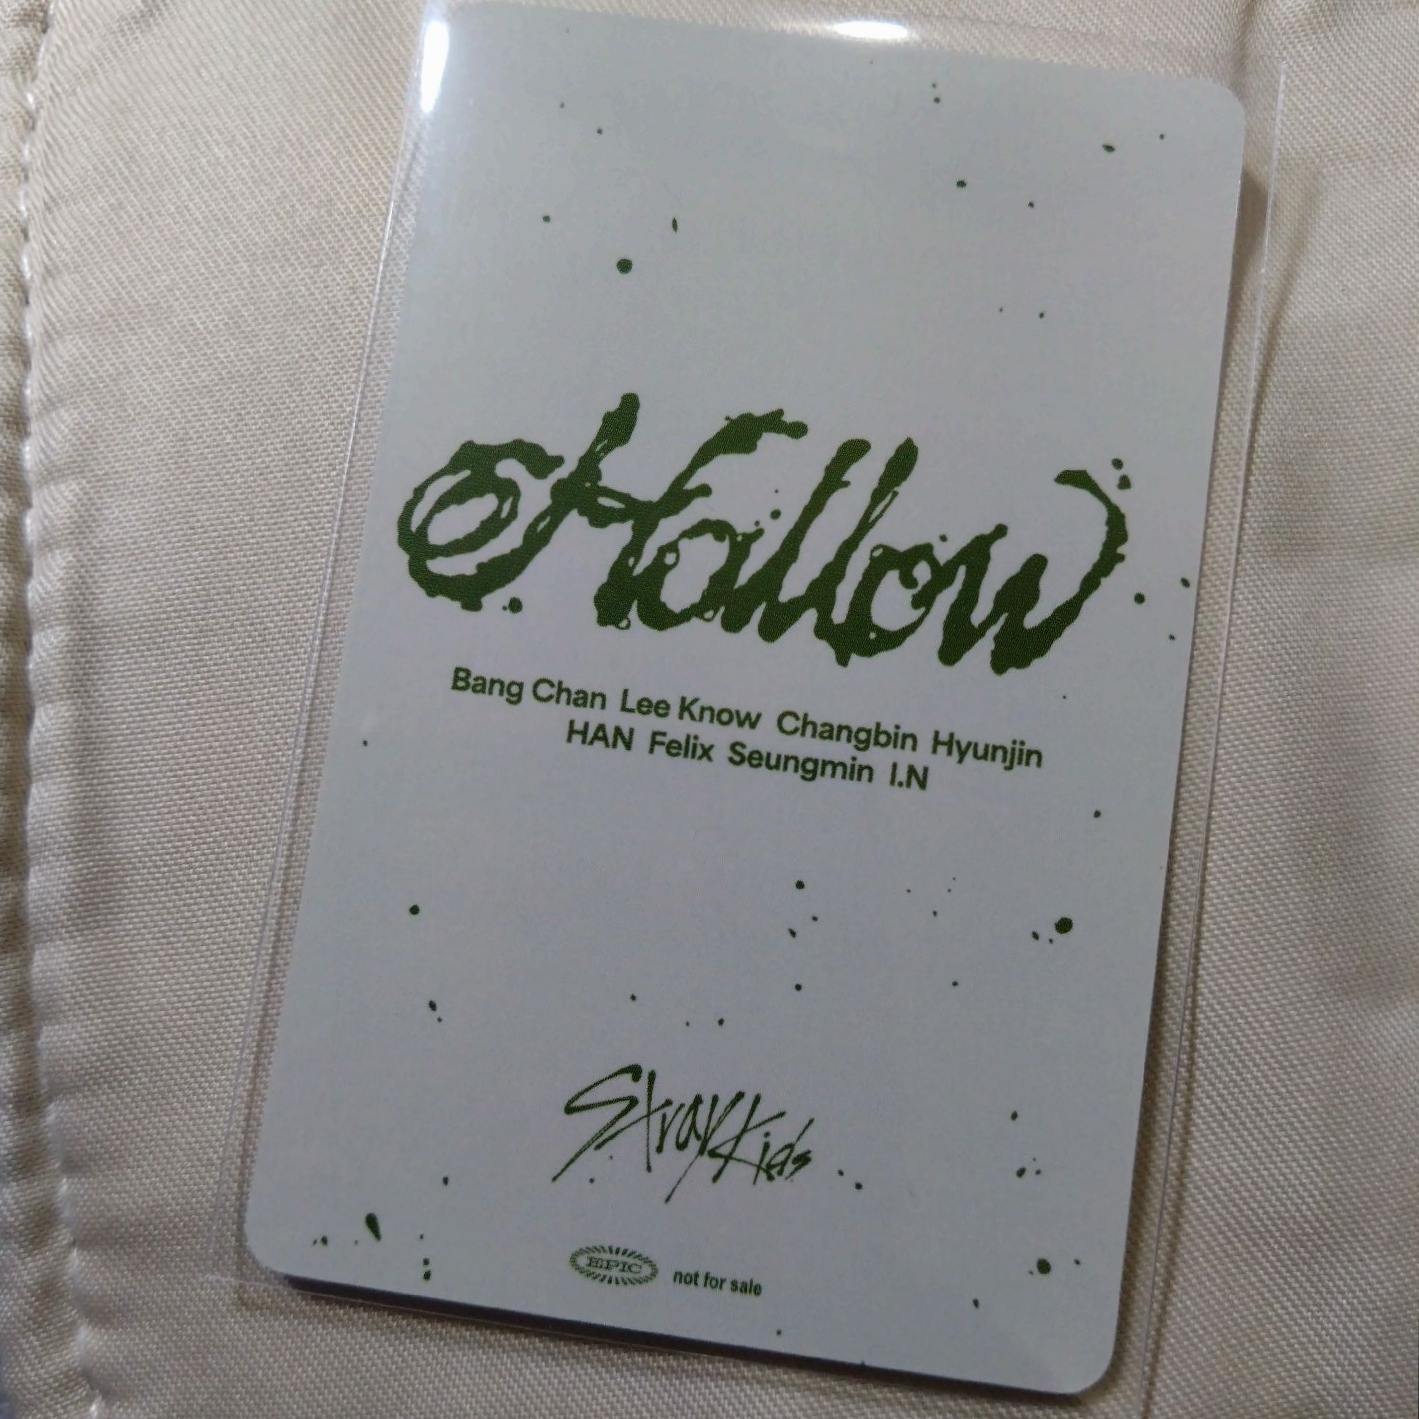 Hollow
Bang Chan Lee Know Changbin Hyunjin
HAN Felix Seungmin I.N
Stray Kids
EPIC not for sale